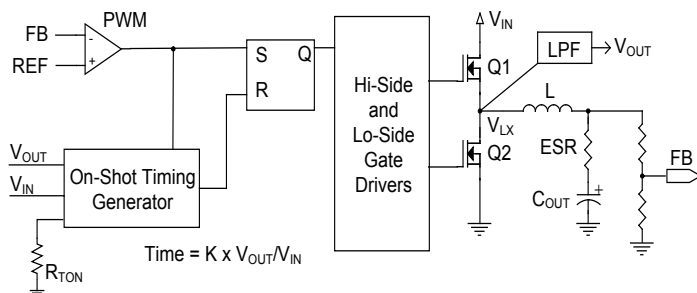 PWM
FB
-
REF
+
S
Q
R
Hi-Side
and
Lo-Side
Gate
Drivers
VIN
Q1
LPF
VOUT
L
VLX
Q2
ESR
COUT
+
FB
VOUT
VIN
On-Shot Timing
Generator
RTON
Time = K x VOUT/VIN